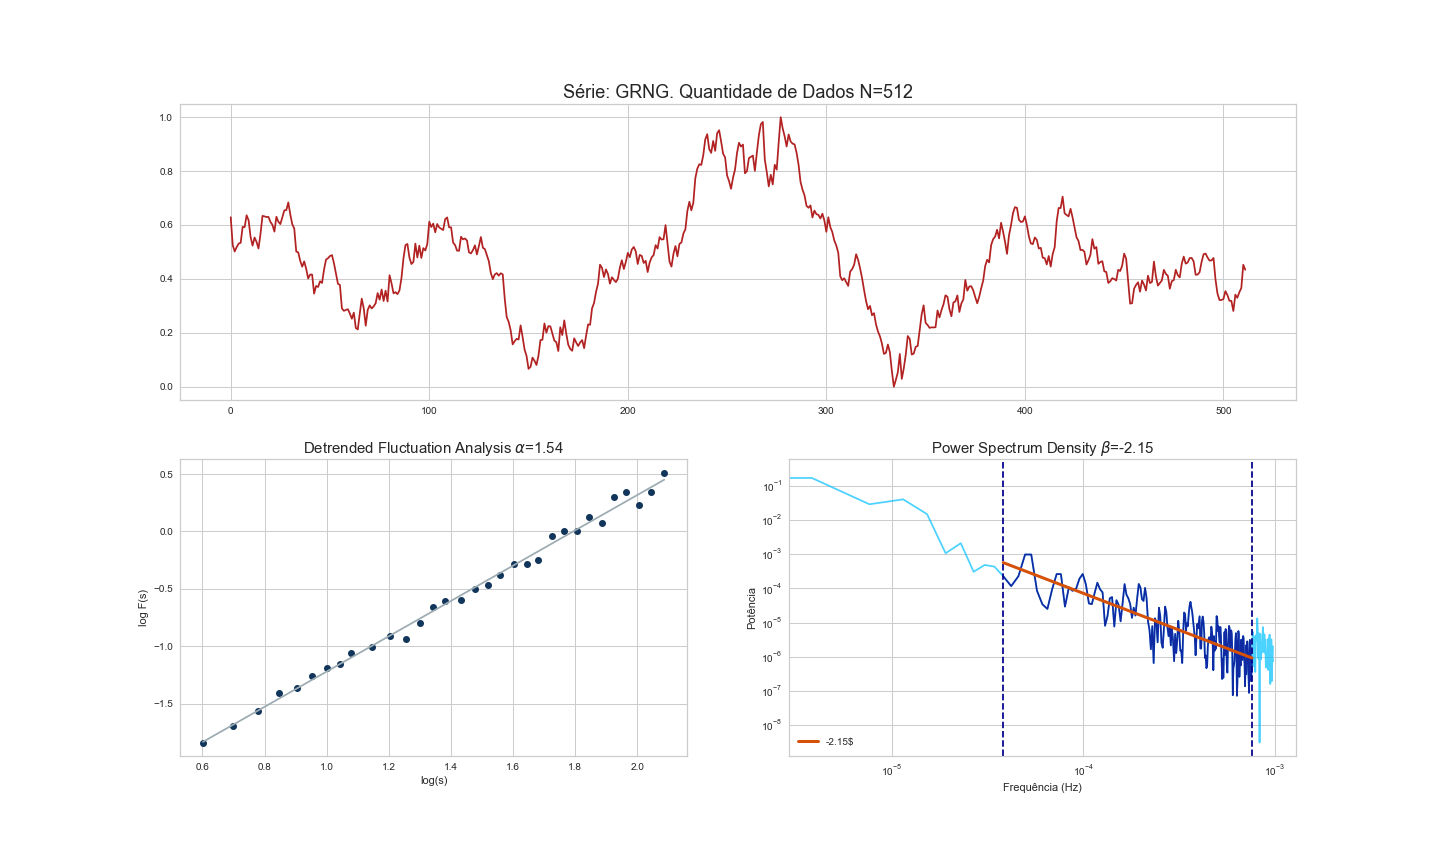 Série: GRNG. Quantidade de Dados N=512
1.0
0.8
0.6
0.4
0.2
0.0
0 100 200 300 400 500
Detrended Fluctuation Analysis α=1.54
log F(s)
0.5
0.0
−0.5
−1.0
−1.5
0.6 0.8 1.0 1.2 1.4 1.6 1.8 2.0
log(s)
Power Spectrum Density β=-2.15
Potência
10⁻¹
10⁻²
10⁻³
10⁻⁴
10⁻⁵
10⁻⁶
10⁻⁷
10⁻⁸
-2.15$
10⁻⁵ 10⁻⁴ 10⁻³
Frequência (Hz)